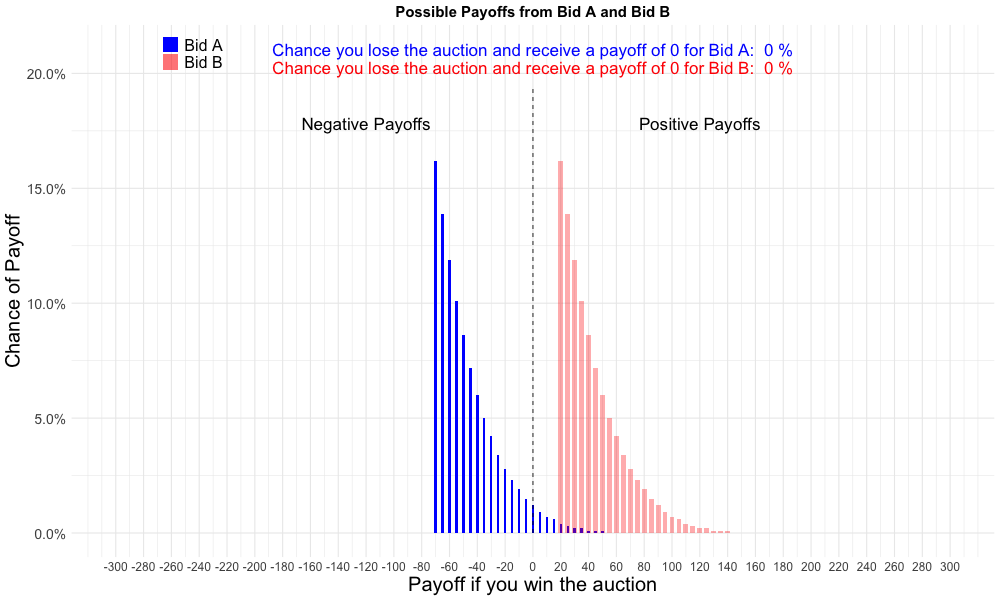 Possible Payoffs from Bid A and Bid B
Bid A
Bid B
Chance you lose the auction and receive a payoff of 0 for Bid A:  0 %
Chance you lose the auction and receive a payoff of 0 for Bid B:  0 %
Negative Payoffs
Positive Payoffs
Chance of Payoff
20.0%
15.0%
10.0%
5.0%
0.0%
-300 -280 -260 -240 -220 -200 -180 -160 -140 -120 -100 -80 -60 -40 -20 0 20 40 60 80 100 120 140 160 180 200 220 240 260 280 300
Payoff if you win the auction